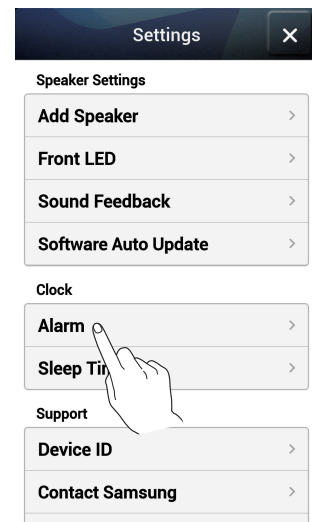 Settings
Speaker Settings
Add Speaker
Front LED
Sound Feedback
Software Auto Update
Clock
Alarm
Sleep
Support
Device ID
Contact Samsung